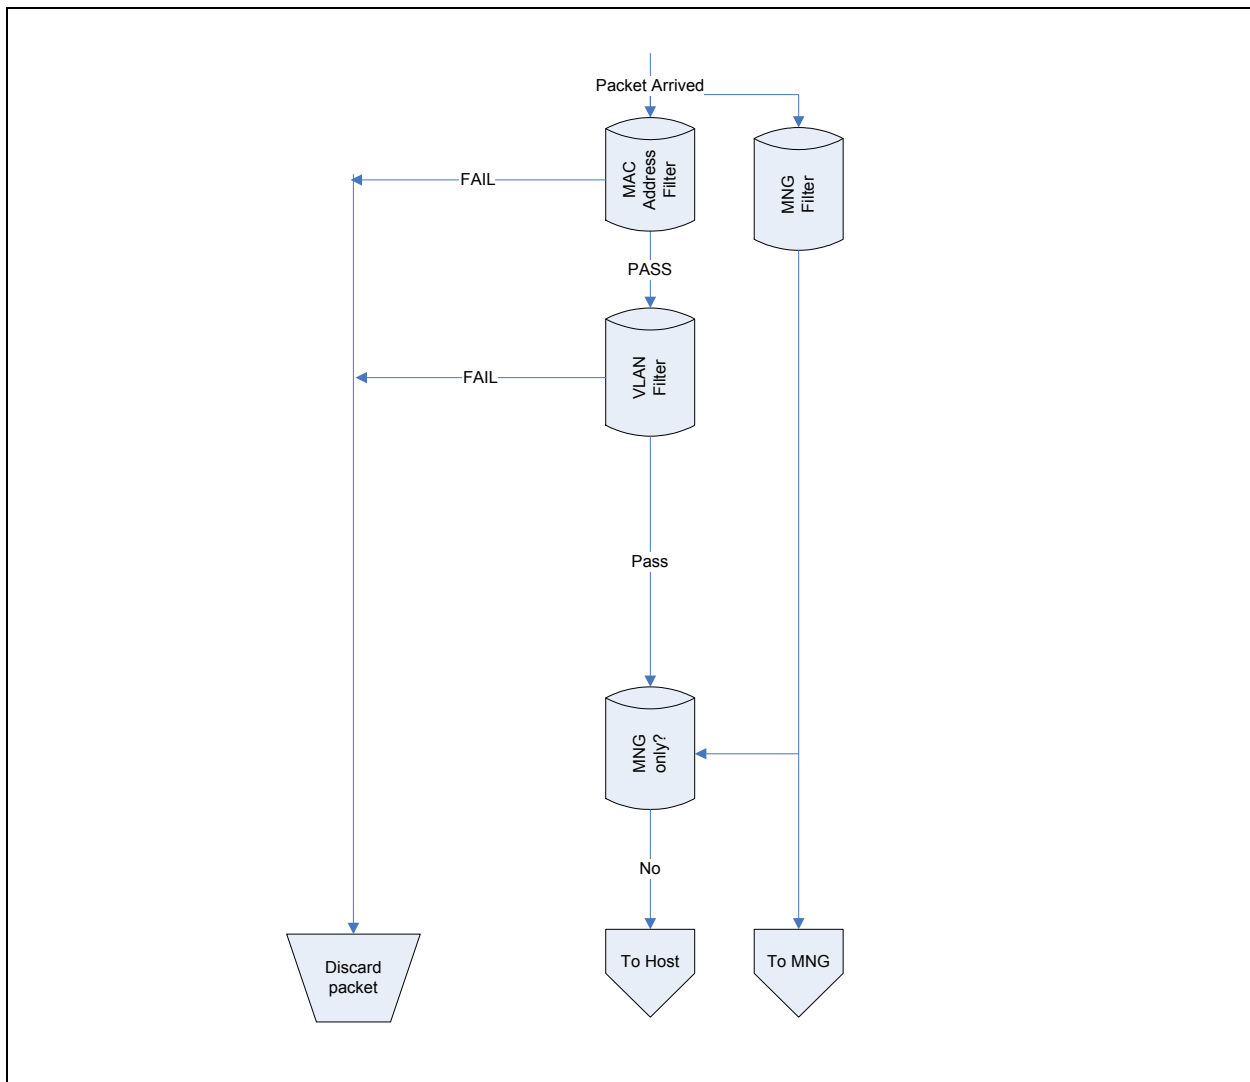 Packet Arrived
MAC
Address
Filter
MNG
Filter
FAIL
PASS
VLAN
Filter
FAIL
Pass
MNG
only?
No
Discard
packet
To Host
To MNG